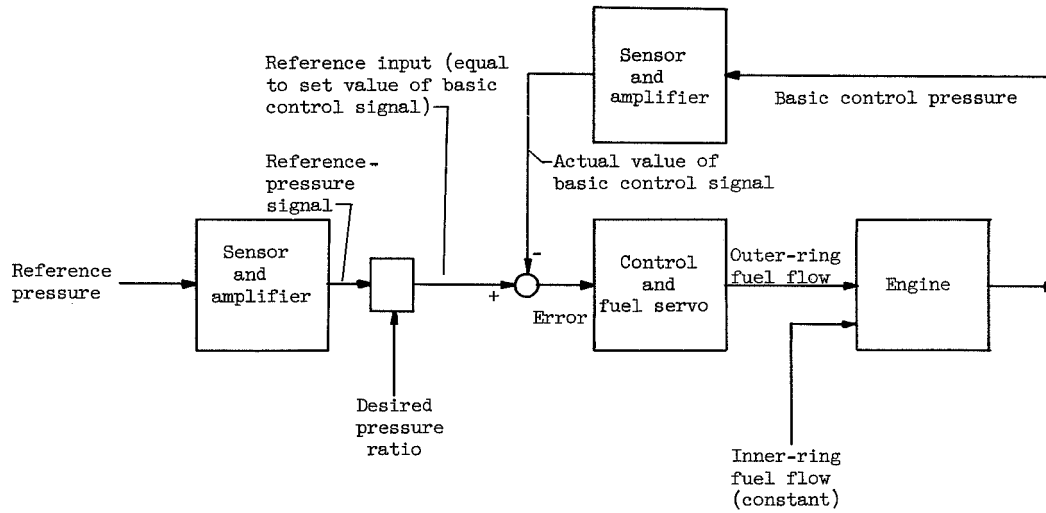 Reference input (equal
to set value of basic
control signal)
Sensor
and
amplifier
Basic control pressure
Reference-
pressure
signal
Actual value of
basic control signal
Reference
pressure
Sensor
and
amplifier
+
-
Error
Control
and
fuel servo
Outer-ring
fuel flow
Engine
Desired
pressure
ratio
Inner-ring
fuel flow
(constant)